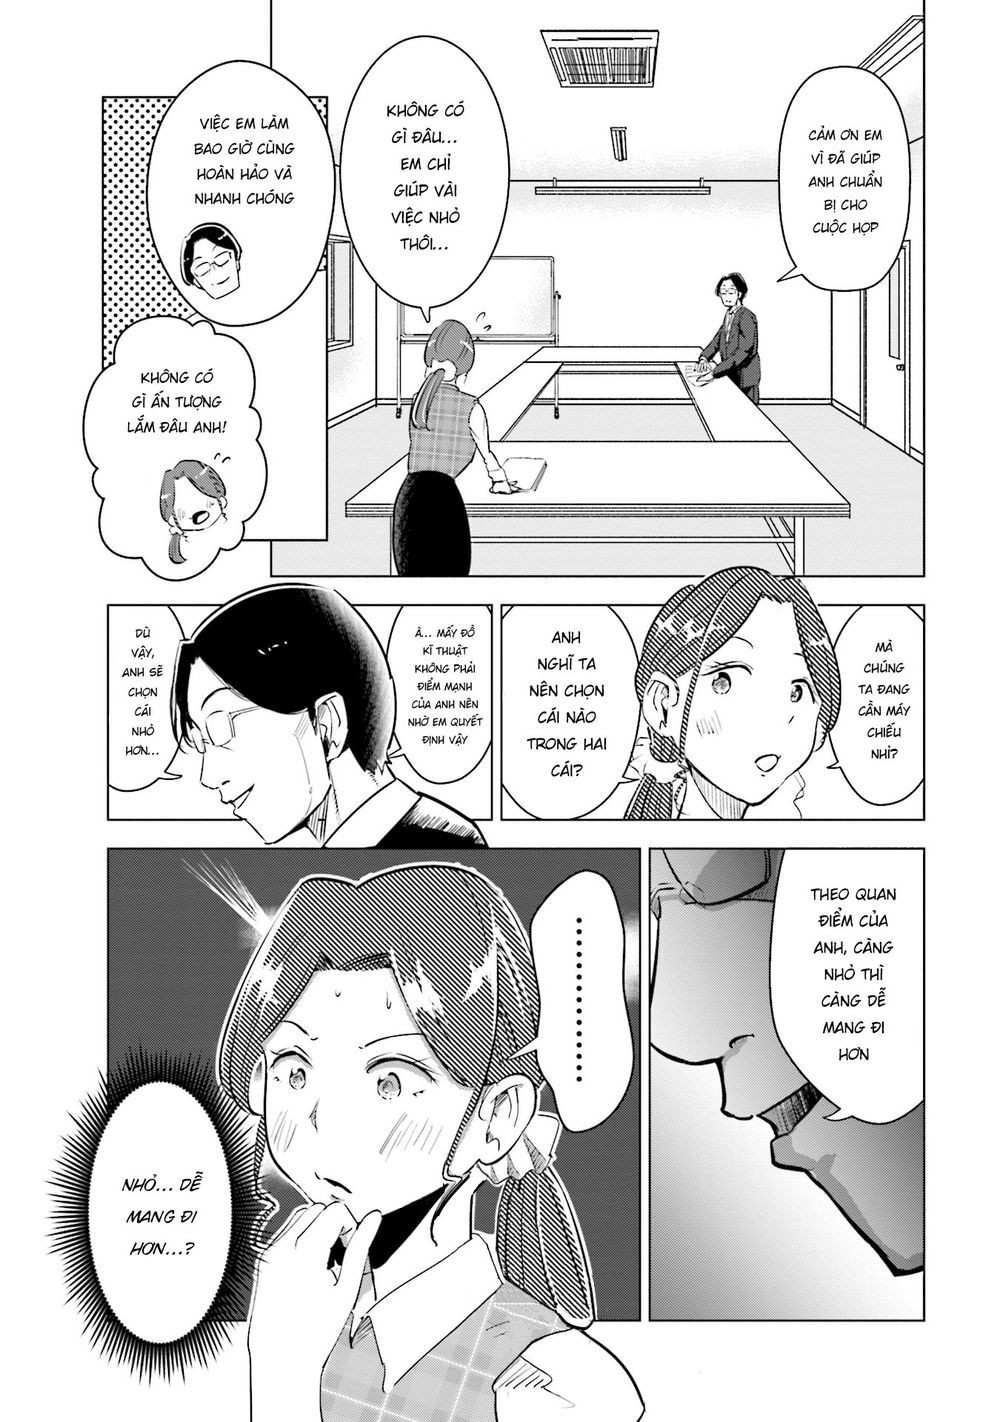 CẢM ƠN EM
VÌ ĐÃ GIÚP
ANH CHUẨN
BỊ CHO
CUỘC HỌP
KHÔNG CÓ
GÌ ĐÂU...
EM CHỈ
GIÚP VÀI
VIỆC NHỎ
THÔI...
VIỆC EM LÀM
BAO GIỜ CŨNG
HOÀN HẢO VÀ
NHANH CHÓNG
KHÔNG CÓ
GÌ ẤN TƯỢNG
LẮM ĐÂU ANH!
MÀ
CHÚNG
TA ĐANG
CẦN MÁY
CHIẾU
NHỈ?
ANH
NGHĨ TA
NÊN CHỌN
CÁI NÀO
TRONG HAI
CÁI?
À... MẤY ĐỒ
KĨ THUẬT
KHÔNG PHẢI
ĐIỂM MẠNH
CỦA ANH NÊN
NHỜ EM QUYẾT
ĐỊNH VẬY
DÙ
VẬY,
ANH SẼ
CHỌN
CÁI
NHỎ
HƠN...
THEO QUAN
ĐIỂM CỦA
ANH, CÀNG
NHỎ THÌ
CÀNG DỄ
MANG ĐI
HƠN
............
NHỎ... DỄ
MANG ĐI
HƠN...?